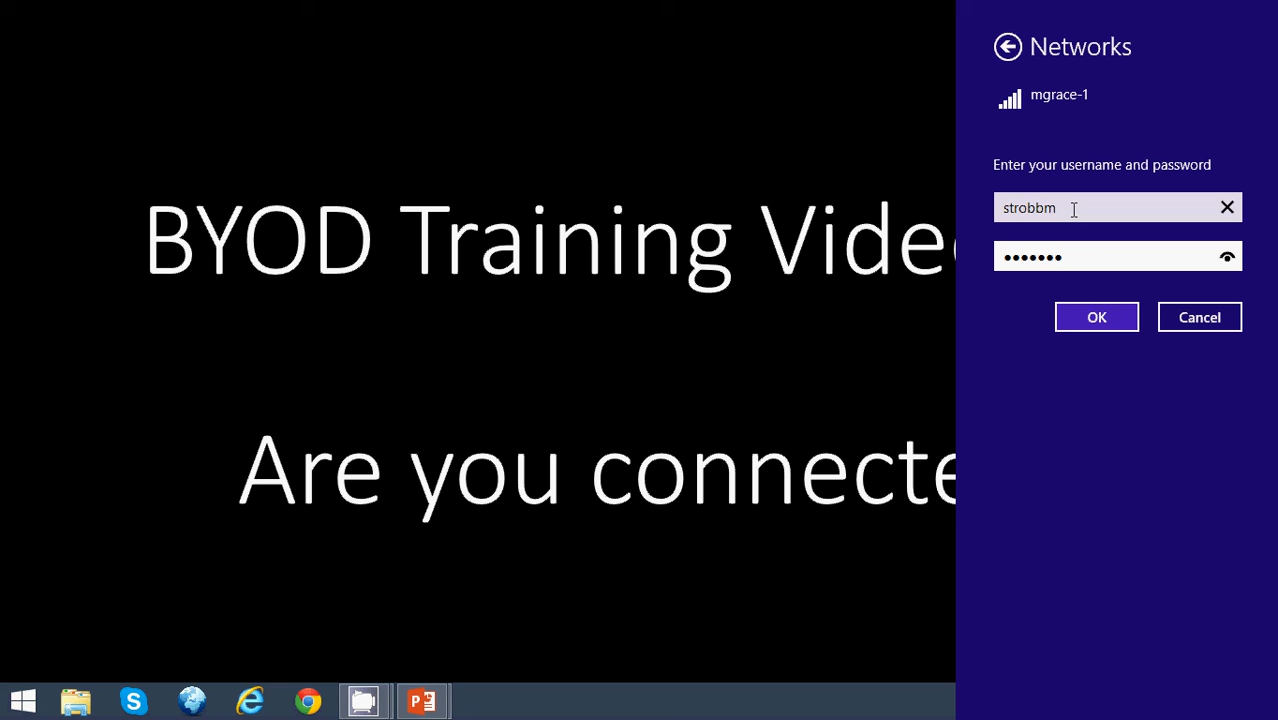 BYOD Training Vide
Are you connecte
Networks
mgrace-1
Enter your username and password
strobbm
•••••••
OK
Cancel